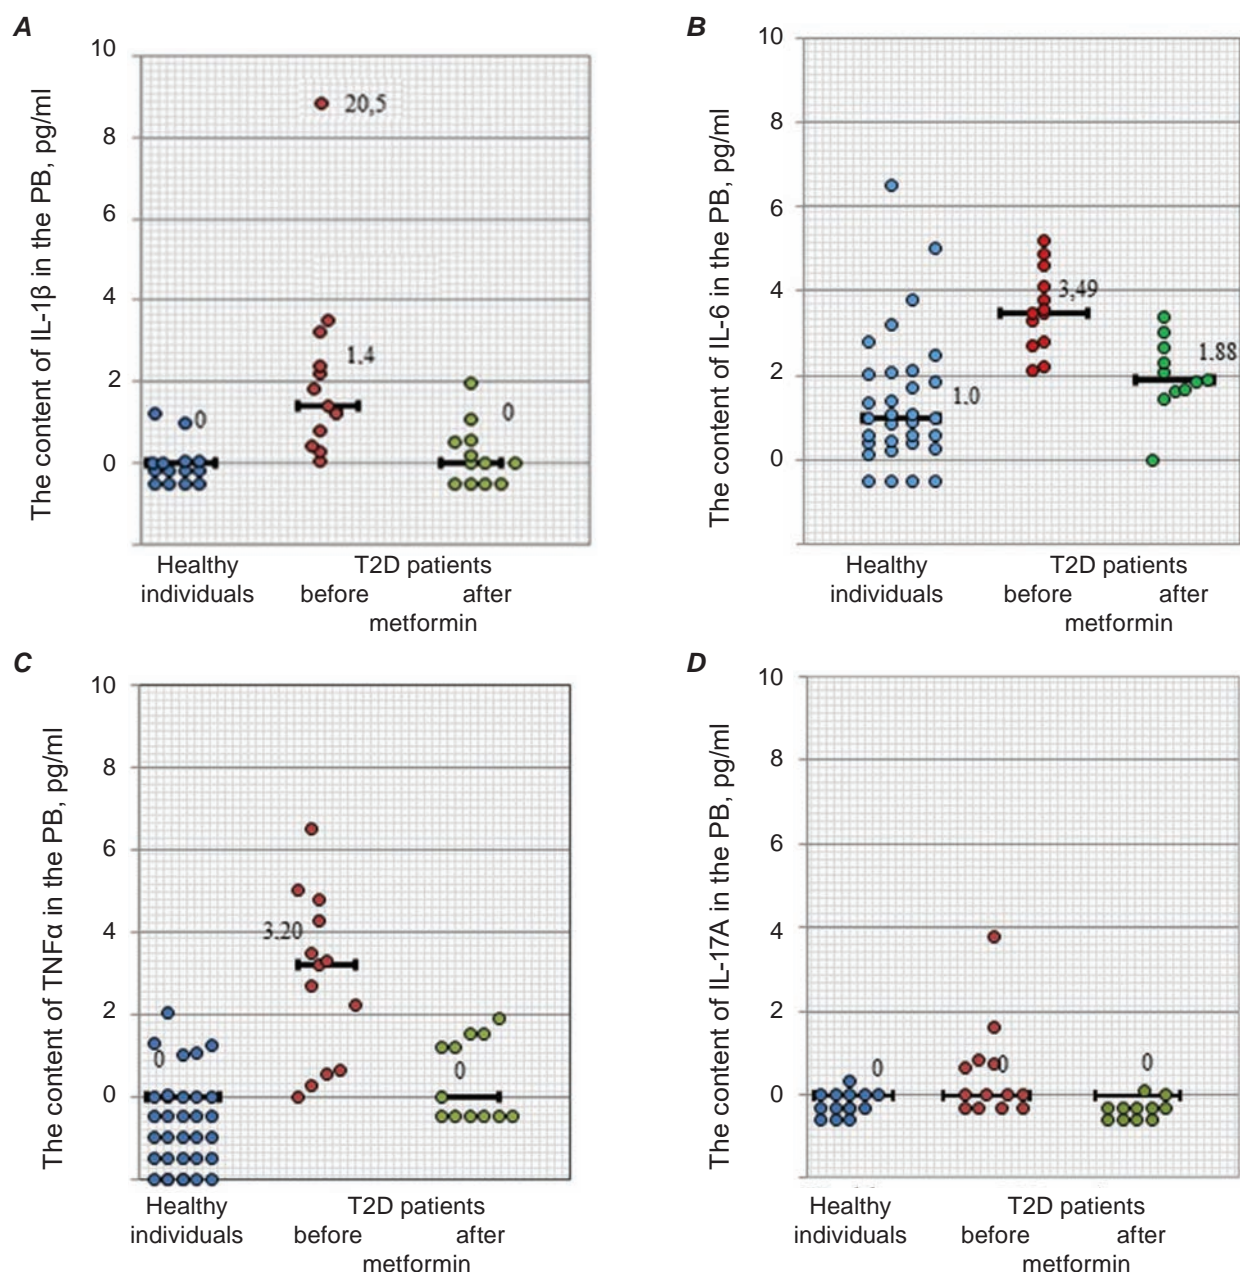 A
The content of IL-1β in the PB, pg/ml
10
8
6
4
2
0
20,5
1.4
0
0
Healthy
individuals
T2D patients
before
after
metformin
B
The content of IL-6 in the PB, pg/ml
10
8
6
4
2
0
3,49
1.88
1.0
Healthy
individuals
T2D patients
before
after
metformin
C
The content of TNFα in the PB, pg/ml
10
8
6
4
2
0
3.20
0
0
Healthy
individuals
T2D patients
before
after
metformin
D
The content of IL-17A in the PB, pg/ml
10
8
6
4
2
0
0
0
0
Healthy
individuals
T2D patients
before
after
metformin